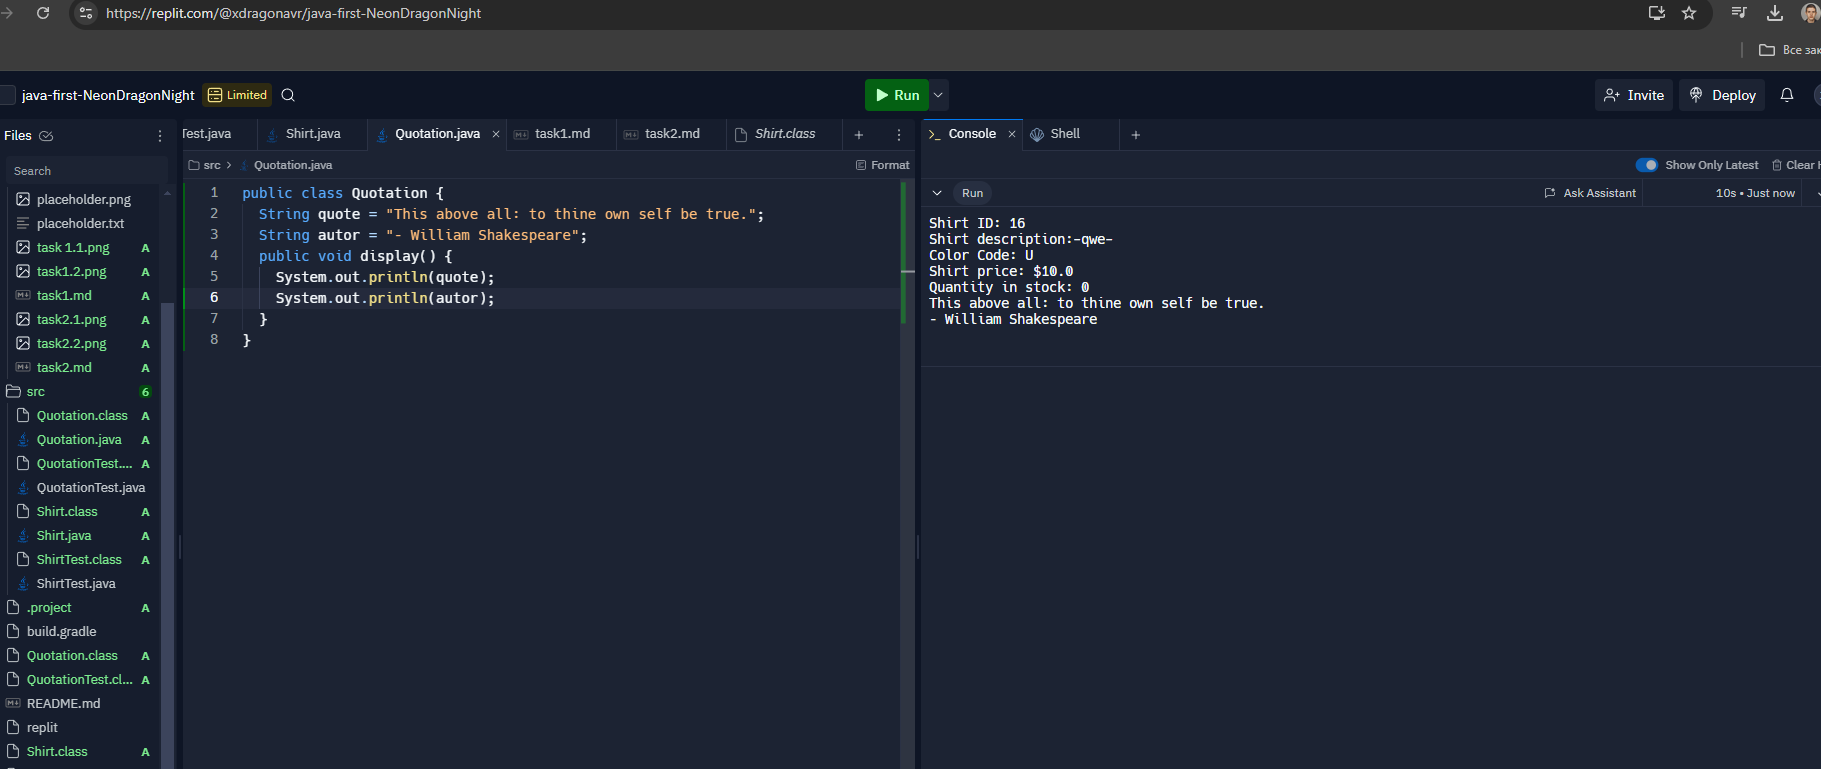 https://replit.com/@xdragonavr/java-first-NeonDragonNight
Все зак
java-first-NeonDragonNight Limited Run Invite Deploy
Files
Search
placeholder.png
placeholder.txt
task 1.1.png A
task1.2.png A
task1.md A
task2.1.png A
task2.2.png A
task2.md A
src 6
Quotation.class A
Quotation.java A
QuotationTest.... A
QuotationTest.java
Shirt.class A
Shirt.java A
ShirtTest.class A
ShirtTest.java
.project A
build.gradle
Quotation.class A
QuotationTest.cl... A
README.md
replit
Shirt.class A
Test.java Shirt.java Quotation.java × task1.md task2.md Shirt.class +
src > Quotation.java Format
1 public class Quotation {
2 String quote = "This above all: to thine own self be true.";
3 String autor = "- William Shakespeare";
4 public void display() {
5 System.out.println(quote);
6 System.out.println(autor);
7 }
8 }
Console × Shell +
Show Only Latest Clear H
Run Ask Assistant 10s • Just now
Shirt ID: 16
Shirt description:-qwe-
Color Code: U
Shirt price: $10.0
Quantity in stock: 0
This above all: to thine own self be true.
- William Shakespeare